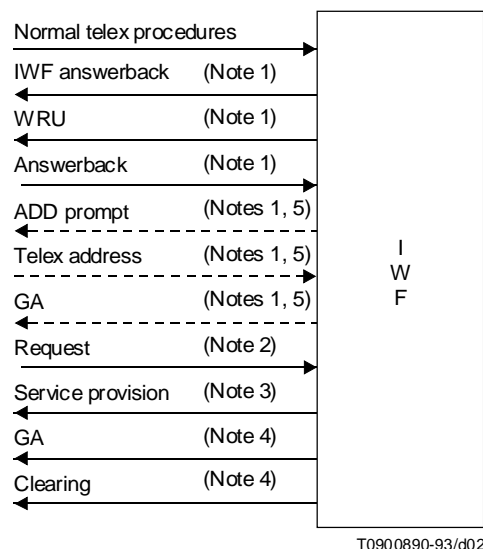 Normal telex procedures
IWF answerback (Note 1)
WRU (Note 1)
Answerback (Note 1)
ADD prompt (Notes 1, 5)
Telex address (Notes 1, 5)
GA (Notes 1, 5)
Request (Note 2)
Service provision (Note 3)
GA (Note 4)
Clearing (Note 4)
I
W
F
T0900890-93/d02